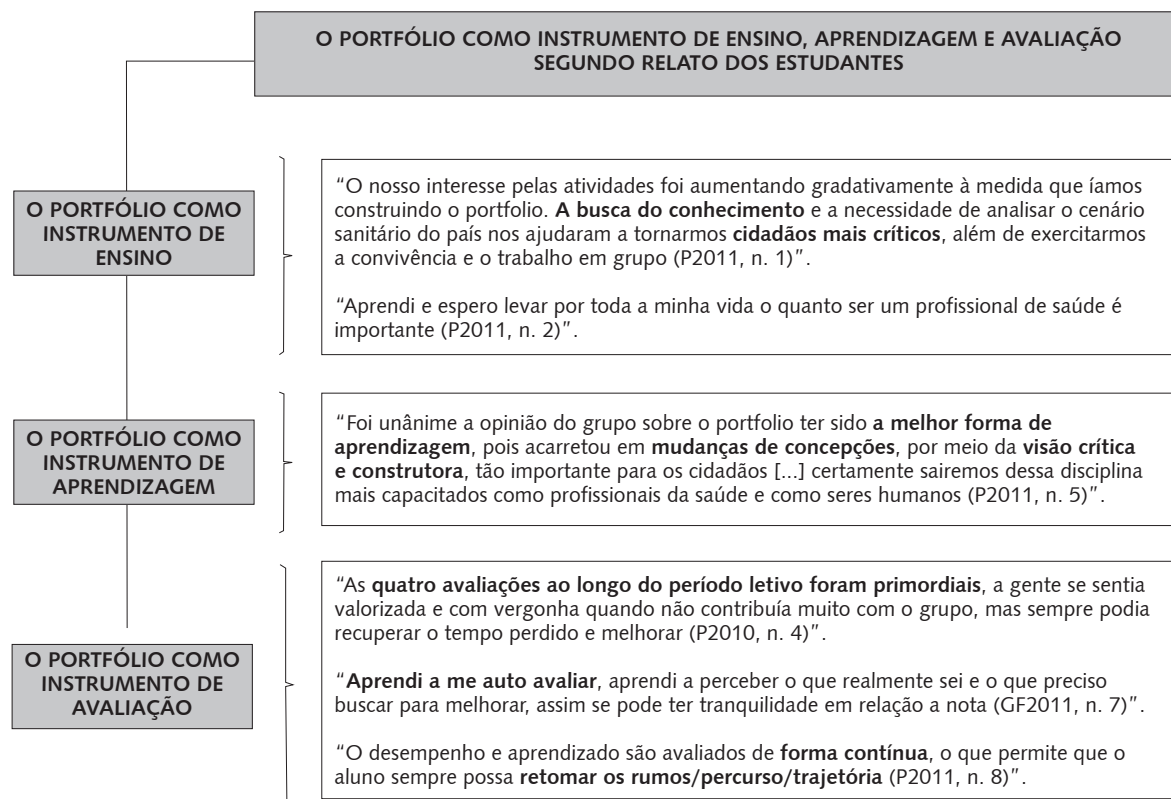 O PORTFÓLIO COMO INSTRUMENTO DE ENSINO, APRENDIZAGEM E AVALIAÇÃO
SEGUNDO RELATO DOS ESTUDANTES
O PORTFÓLIO COMO
INSTRUMENTO DE
ENSINO
“O nosso interesse pelas atividades foi aumentando gradativamente à medida que íamos
construindo o portfolio. A busca do conhecimento e a necessidade de analisar o cenário
sanitário do país nos ajudaram a tornarmos cidadãos mais críticos, além de exercitarmos
a convivência e o trabalho em grupo (P2011, n. 1)”.
“Aprendi e espero levar por toda a minha vida o quanto ser um profissional de saúde é
importante (P2011, n. 2)”.
O PORTFÓLIO COMO
INSTRUMENTO DE
APRENDIZAGEM
“Foi unânime a opinião do grupo sobre o portfolio ter sido a melhor forma de
aprendizagem, pois acarretou em mudanças de concepções, por meio da visão crítica
e construtora, tão importante para os cidadãos [...] certamente sairemos dessa disciplina
mais capacitados como profissionais da saúde e como seres humanos (P2011, n. 5)”.
O PORTFÓLIO COMO
INSTRUMENTO DE
AVALIAÇÃO
“As quatro avaliações ao longo do período letivo foram primordiais, a gente se sentia
valorizada e com vergonha quando não contribuía muito com o grupo, mas sempre podia
recuperar o tempo perdido e melhorar (P2010, n. 4)”.
“Aprendi a me auto avaliar, aprendi a perceber o que realmente sei e o que preciso
buscar para melhorar, assim se pode ter tranquilidade em relação a nota (GF2011, n. 7)”.
“O desempenho e aprendizado são avaliados de forma contínua, o que permite que o
aluno sempre possa retomar os rumos/percurso/trajetória (P2011, n. 8)”.